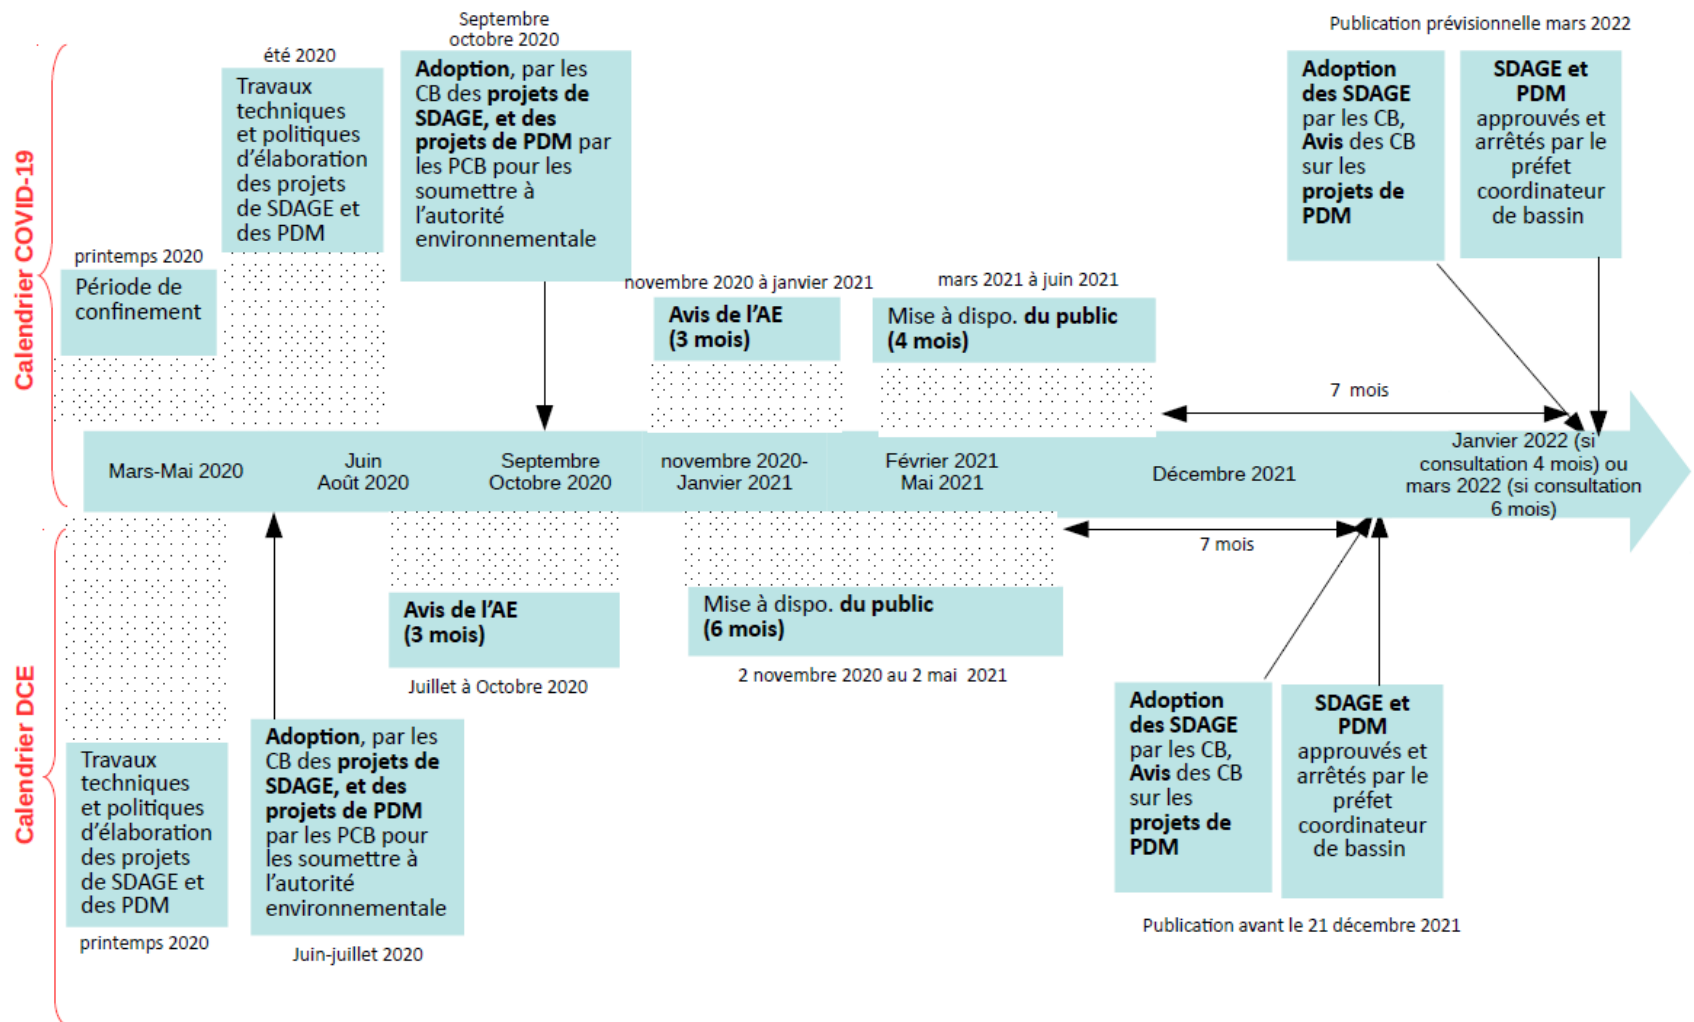 Calendrier COVID-19
printemps 2020
Période de
confinement
été 2020
Travaux
techniques
et politiques
d’élaboration
des projets
de SDAGE et
des PDM
Septembre
octobre 2020
Adoption, par les
CB des projets de
SDAGE, et des
projets de PDM par
les PCB pour les
soumettre à
l’autorité
environnementale
novembre 2020 à janvier 2021
Avis de l’AE
(3 mois)
mars 2021 à juin 2021
Mise à dispo. du public
(4 mois)
7 mois
Publication prévisionnelle mars 2022
Adoption
des SDAGE
par les CB,
Avis des CB
sur les
projets de
PDM
SDAGE et
PDM
approuvés et
arrêtés par le
préfet
coordinateur
de bassin
Mars-Mai 2020
Juin
Août 2020
Septembre
Octobre 2020
novembre 2020-
Janvier 2021
Février 2021
Mai 2021
Décembre 2021
Janvier 2022 (si
consultation 4 mois) ou
mars 2022 (si consultation
6 mois)
Calendrier DCE
Travaux
techniques
et politiques
d’élaboration
des projets
de SDAGE et
des PDM
printemps 2020
Adoption, par les
CB des projets de
SDAGE, et des
projets de PDM
par les PCB pour
les soumettre à
l’autorité
environnementale
Juin-juillet 2020
Avis de l’AE
(3 mois)
Juillet à Octobre 2020
Mise à dispo. du public
(6 mois)
2 novembre 2020 au 2 mai 2021
7 mois
Adoption
des SDAGE
par les CB,
Avis des CB
sur les
projets de
PDM
SDAGE et
PDM
approuvés et
arrêtés par le
préfet
coordinateur
de bassin
Publication avant le 21 décembre 2021